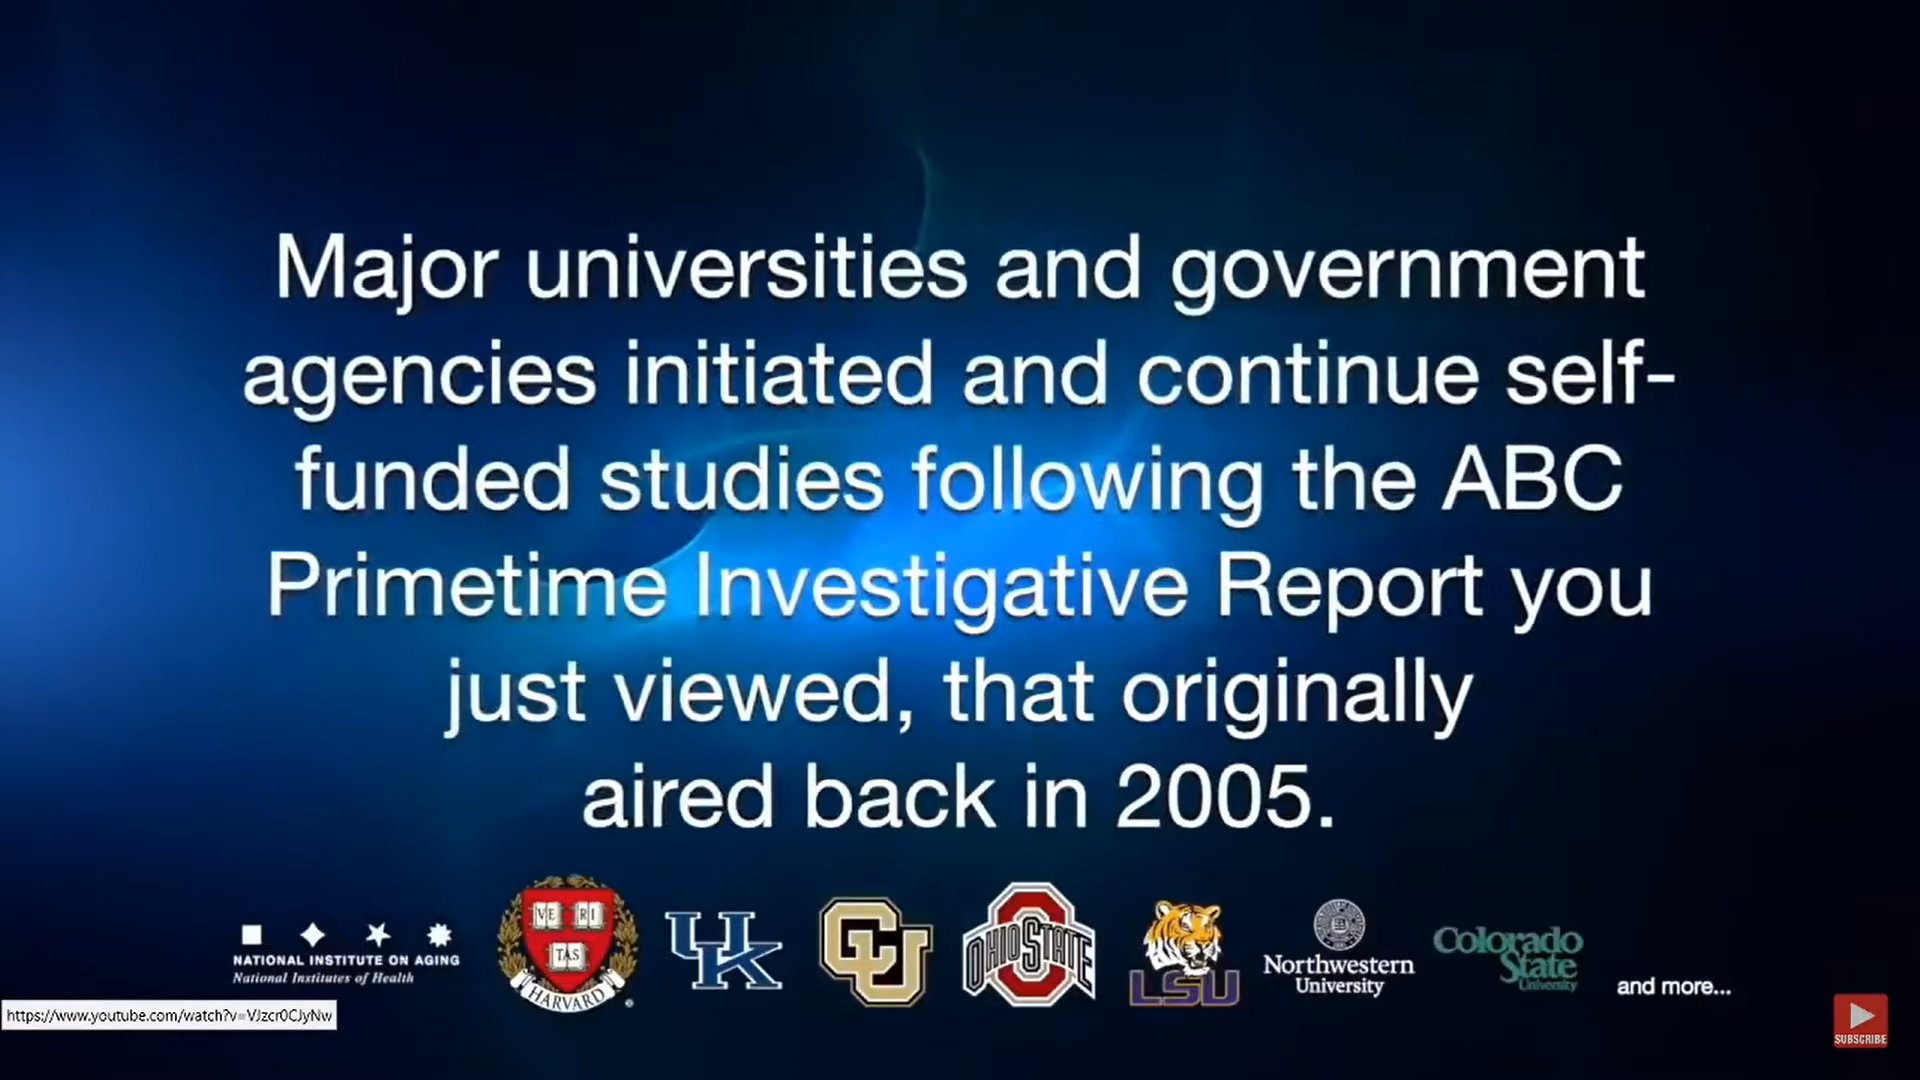 Major universities and government
agencies initiated and continue self-
funded studies following the ABC
Primetime Investigative Report you
just viewed, that originally
aired back in 2005.
NATIONAL INSTITUTE ON AGING
National Institutes of Health
VE RI
TAS
HARVARD
UK
CU
OHIO STATE
LSU
Northwestern
University
Colorado
State
University
and more...
https://www.youtube.com/watch?v=VJzcr0CJyNw
SUBSCRIBE